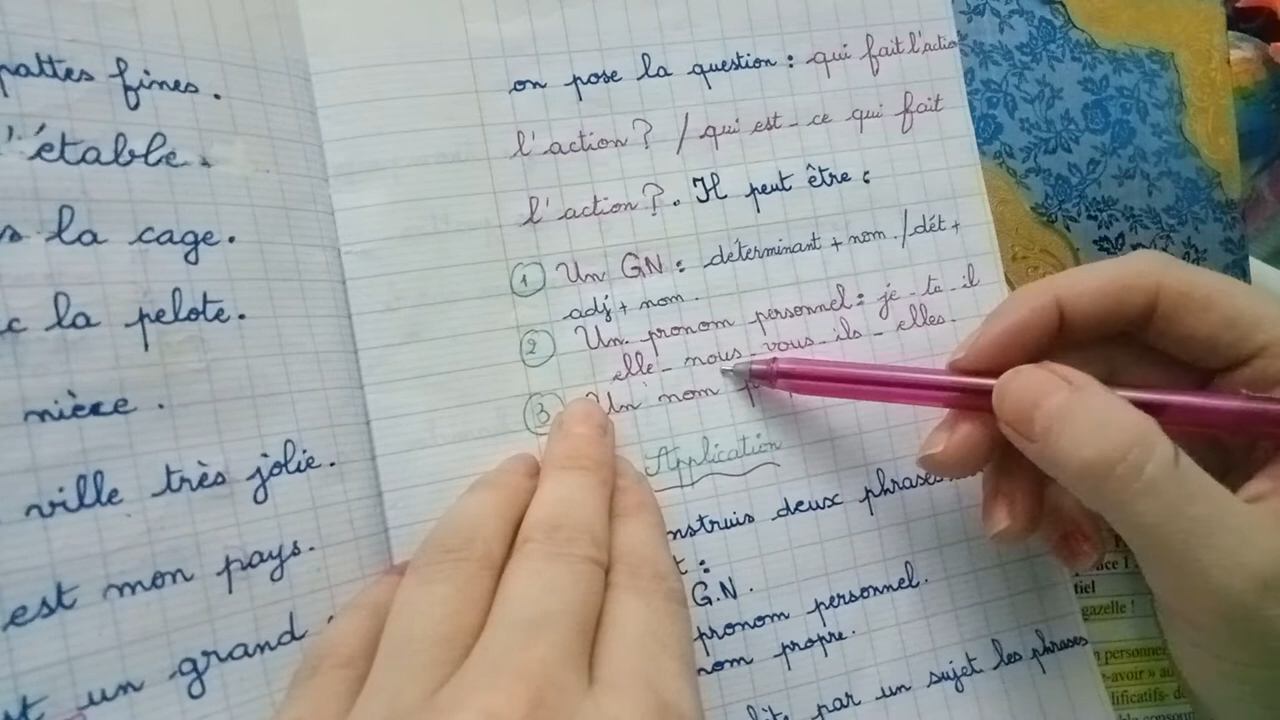 pattes fines.
l'étable.
la cage.
la pelote.
ville très jolie.
est mon pays.
un grand
on pose la question : qui fait l'action
l'action ? / qui est-ce qui fait
l'action ?. Il peut être :
1 Un GN : déterminant + nom / dét +
adj + nom.
2 Un pronom personnel : je - tu - il
elle - nous - vous - ils - elles.
3 Un nom
Application
deux phrases
G.N.
pronom personnel.
nom propre.
par un sujet les phrases
gazelle !